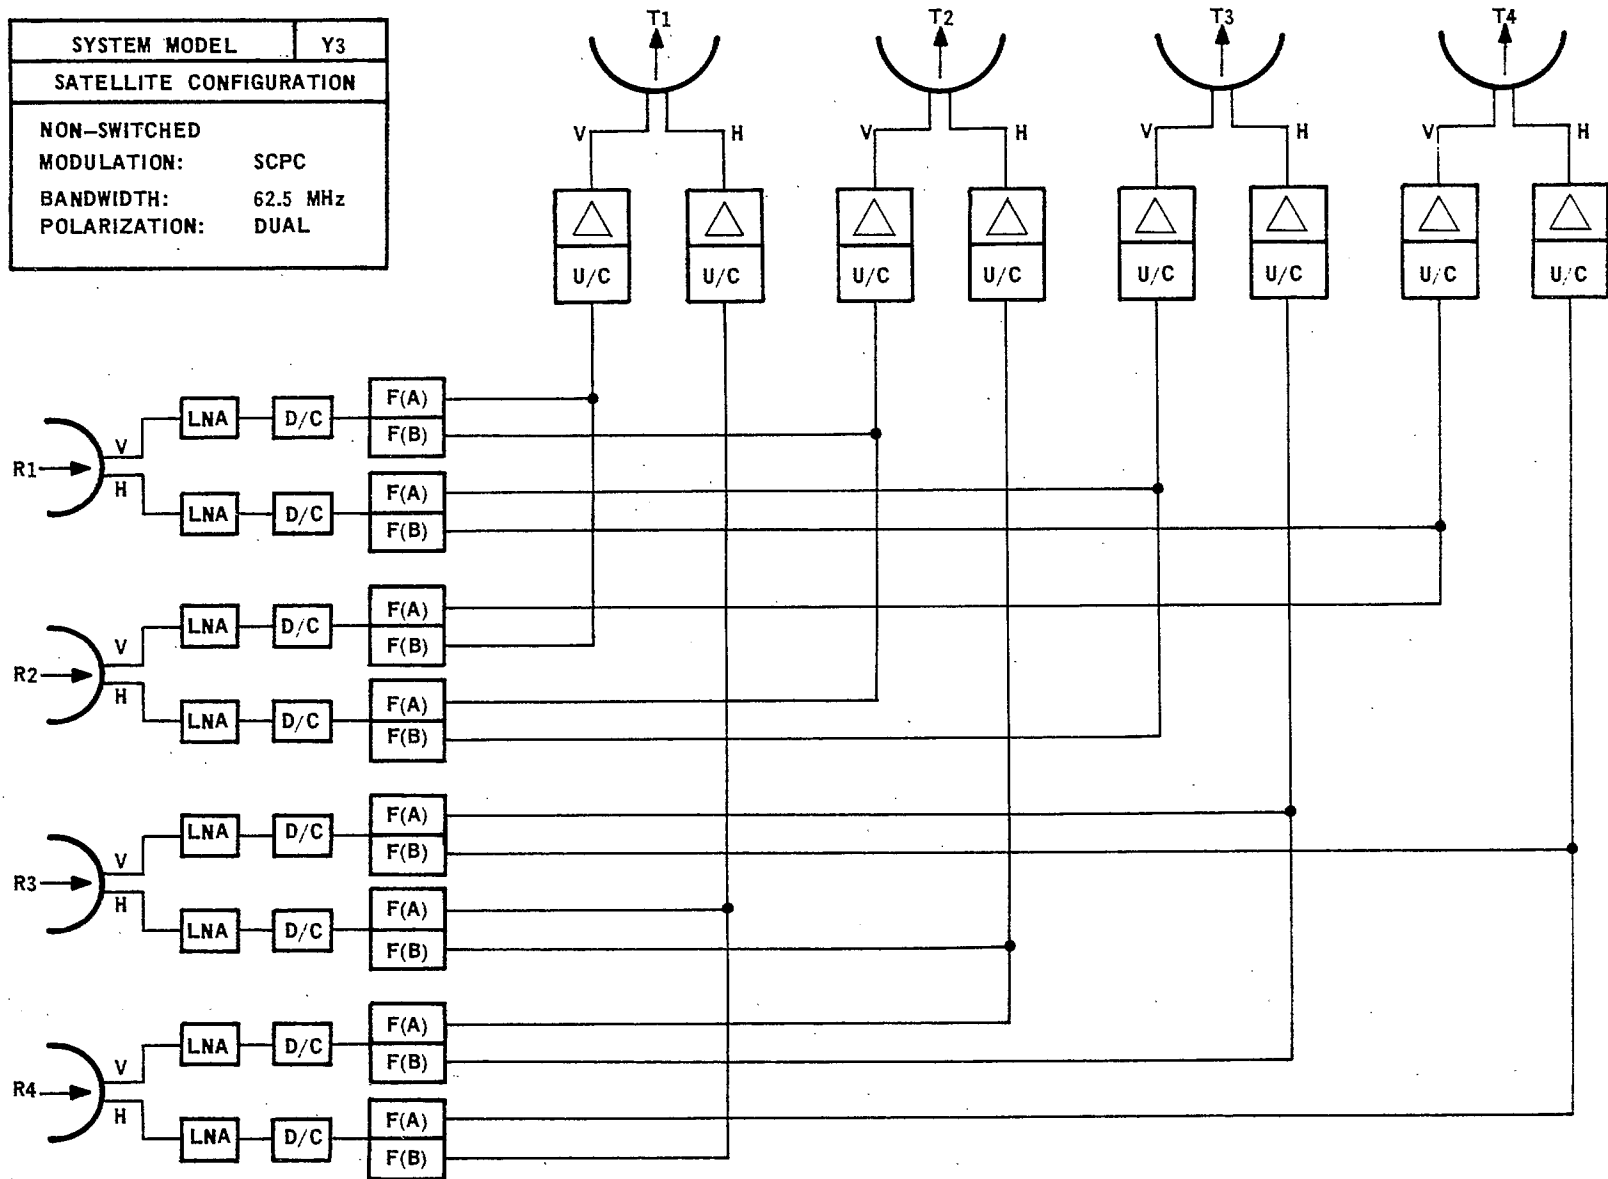 SYSTEM MODEL Y3
SATELLITE CONFIGURATION
NON-SWITCHED
MODULATION: SCPC
BANDWIDTH: 62.5 MHz
POLARIZATION: DUAL
T1 T2 T3 T4
V H V H V H V H
U/C U/C U/C U/C U/C U/C U/C U/C
F(A)
LNA D/C
F(B)
V
R1
H
F(A)
LNA D/C
F(B)
F(A)
LNA D/C
F(B)
V
R2
H
F(A)
LNA D/C
F(B)
F(A)
LNA D/C
F(B)
V
R3
H
F(A)
LNA D/C
F(B)
F(A)
LNA D/C
F(B)
V
R4
H
F(A)
LNA D/C
F(B)